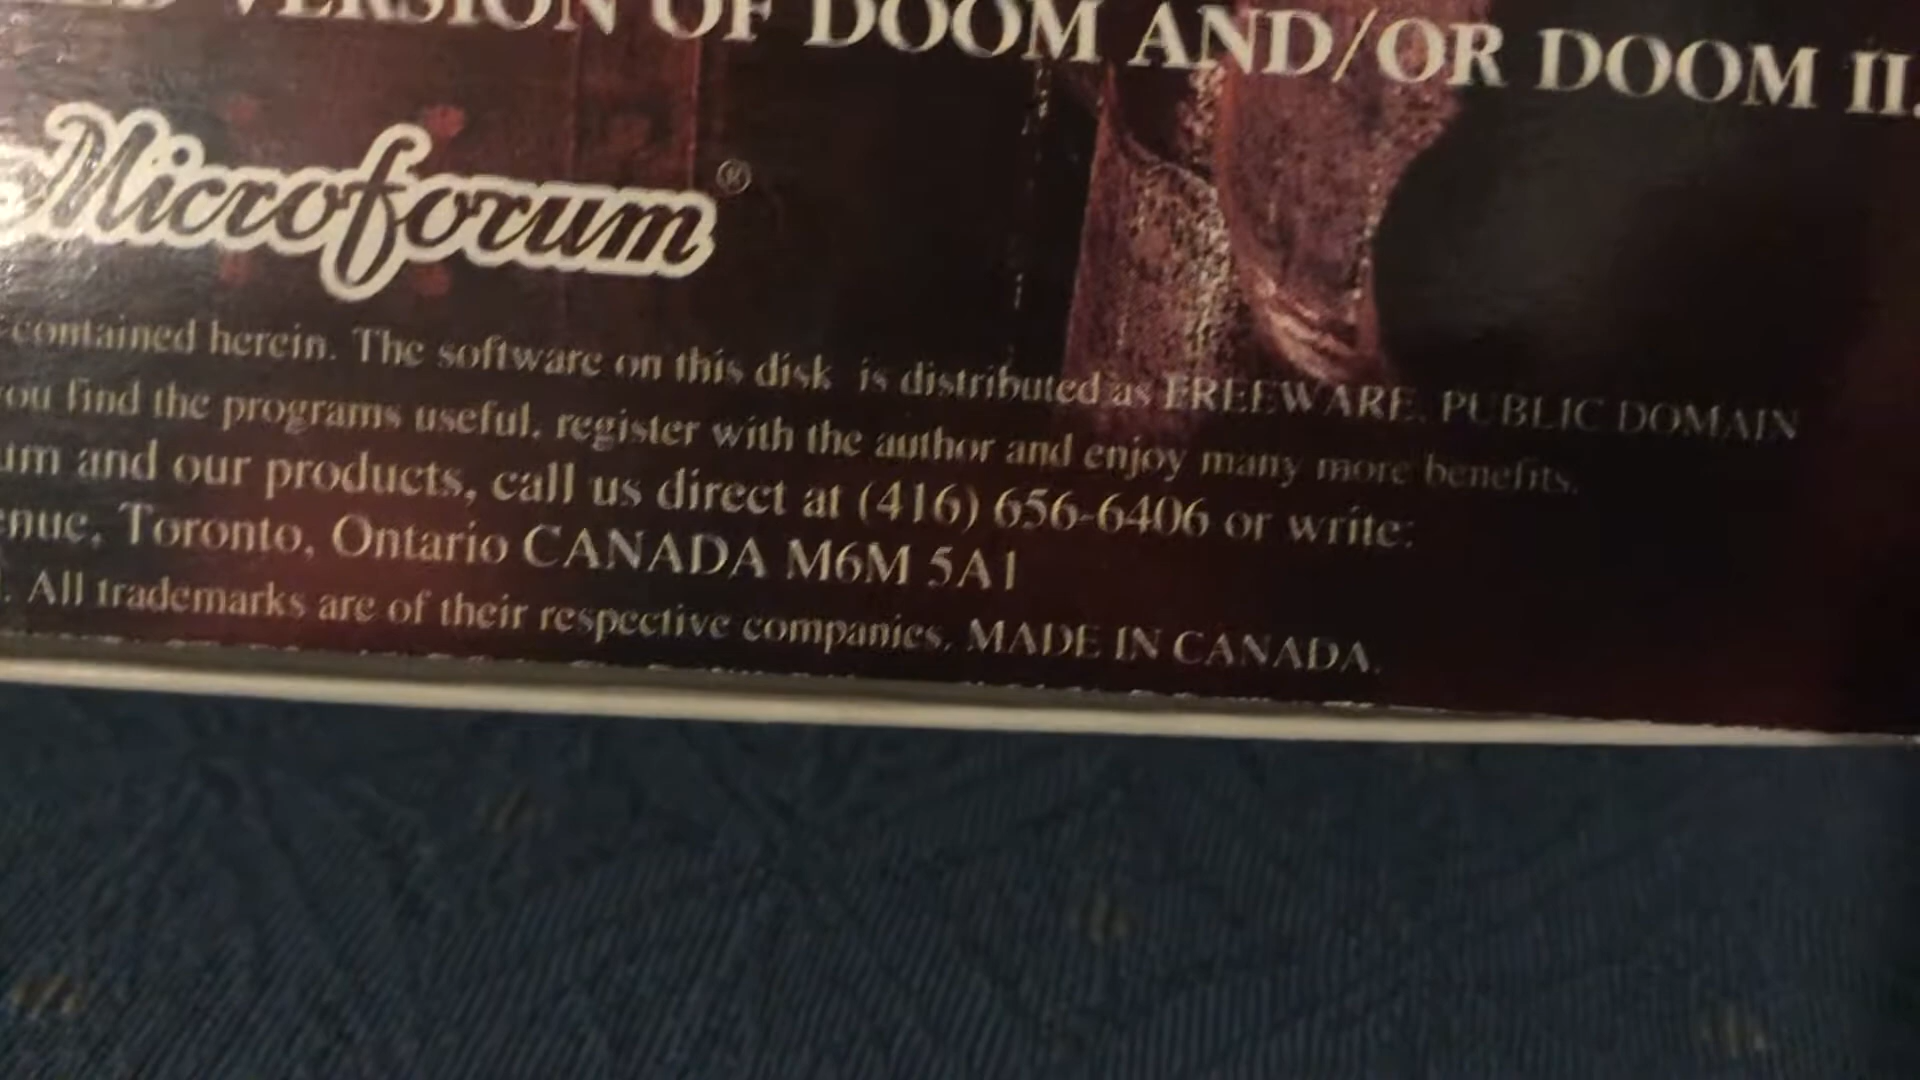 VERSION OF DOOM AND/OR DOOM II.
Microforum ®
contained herein. The software on this disk is distributed as FREEWARE, PUBLIC DOMAIN
find the programs useful, register with the author and enjoy many more benefits.
and our products, call us direct at (416) 656-6406 or write:
Toronto, Ontario CANADA M6M 5A1
. All trademarks are of their respective companies. MADE IN CANADA.